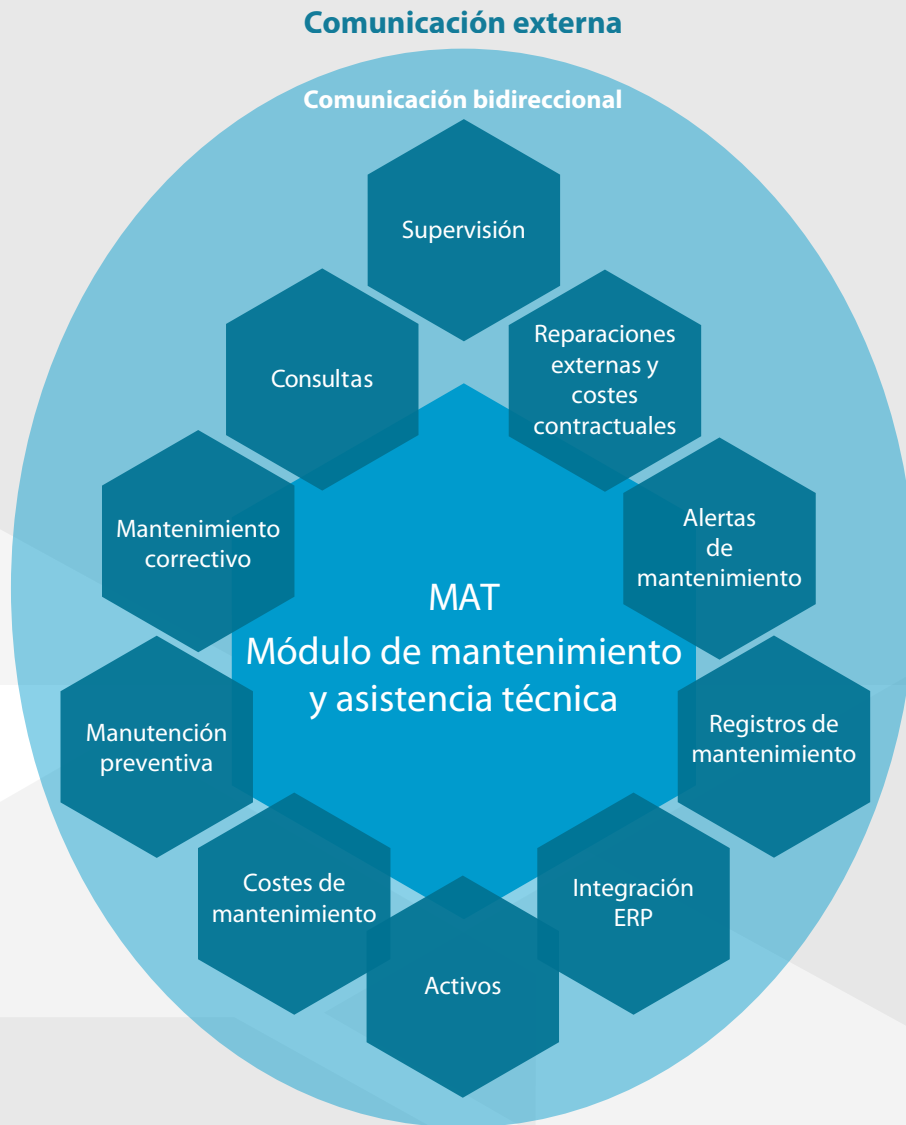 Comunicación externa
Comunicación bidireccional
Supervisión
Consultas
Reparaciones
externas y
costes
contractuales
Mantenimiento
correctivo
Alertas
de
mantenimiento
MAT
Módulo de mantenimiento
y asistencia técnica
Manutención
preventiva
Registros de
mantenimiento
Costes de
mantenimiento
Integración
ERP
Activos